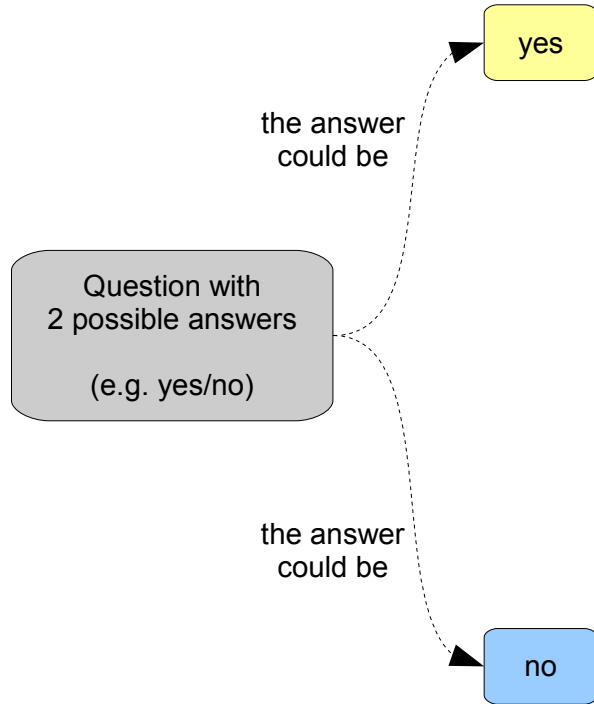 yes
the answer
could be
Question with
2 possible answers
(e.g. yes/no)
the answer
could be
no